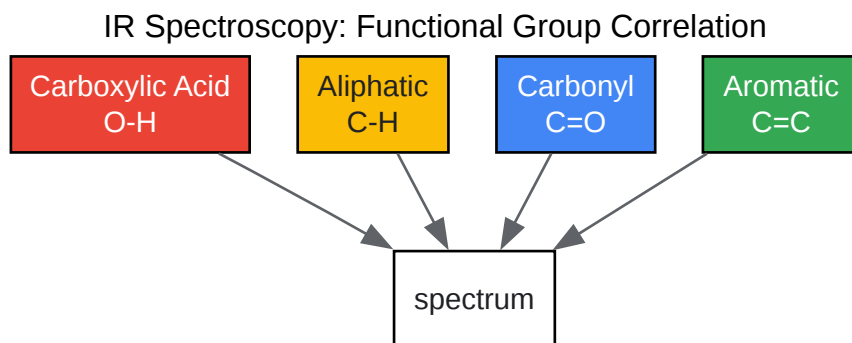 IR Spectroscopy: Functional Group Correlation
Carboxylic Acid
O-H
Aliphatic
C-H
Carbonyl
C=O
Aromatic
C=C
spectrum